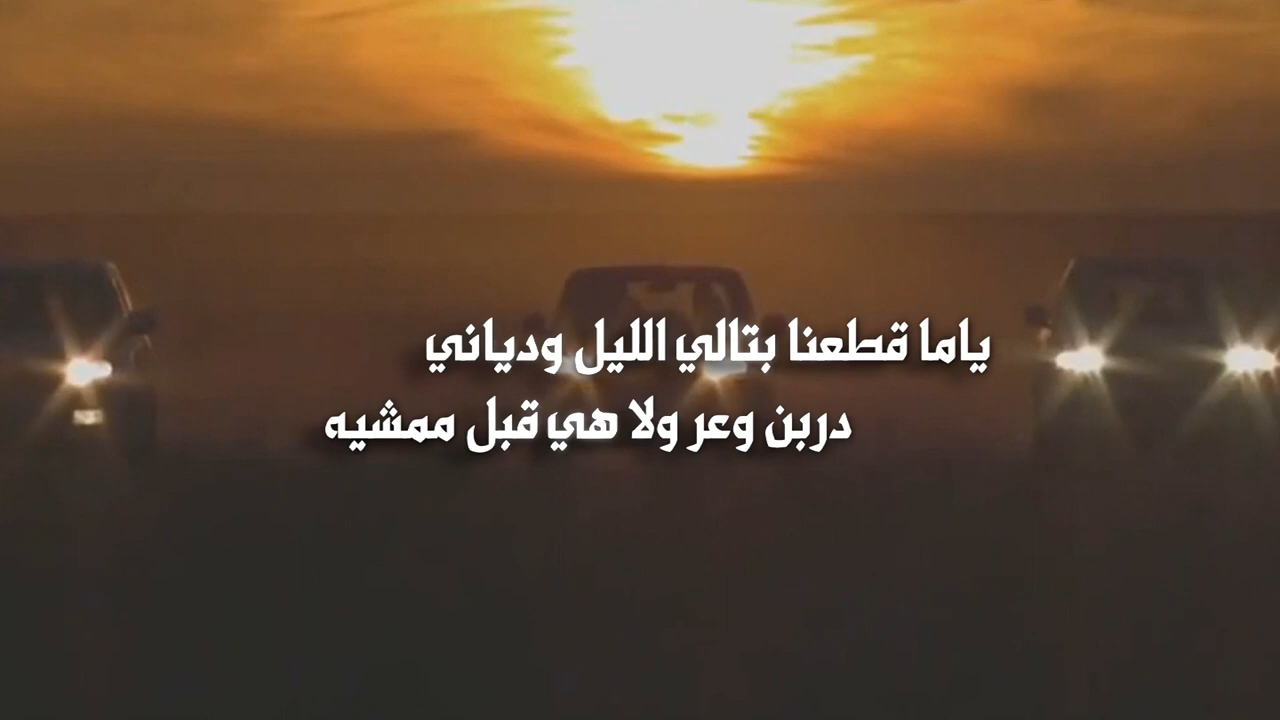 ياما قطعنا بتالي الليل ودياني
دربن وعر ولا هي قبل ممشيه